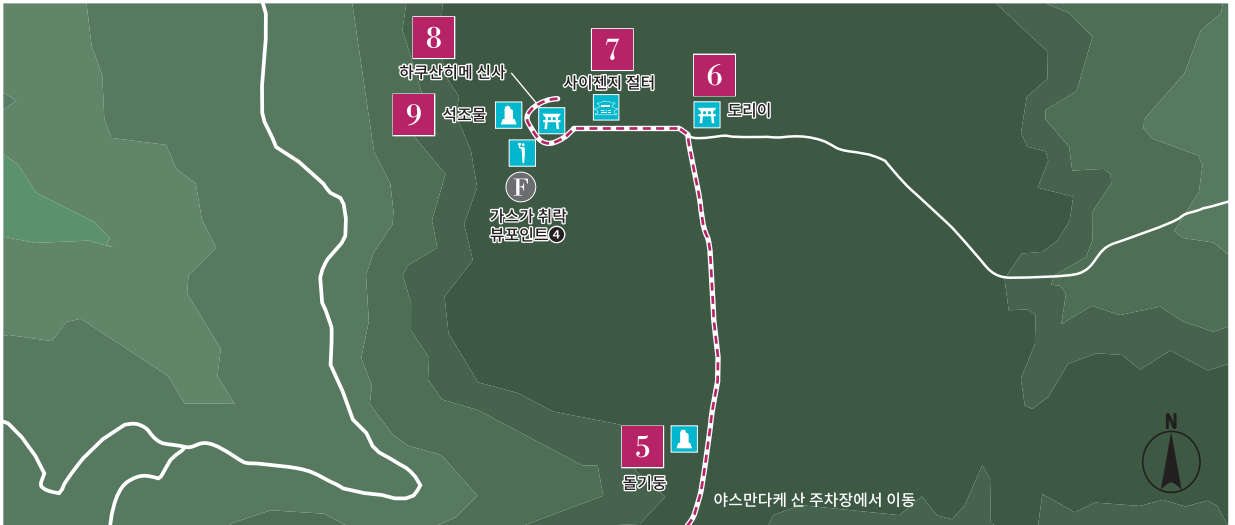 8
하쿠산히메 신사
7
사이젠지 절터
6
도리이
9
석조물
F
가스가 취락
뷰포인트❹
5
돌기둥
야스만다케 산 주차장에서 이동
N